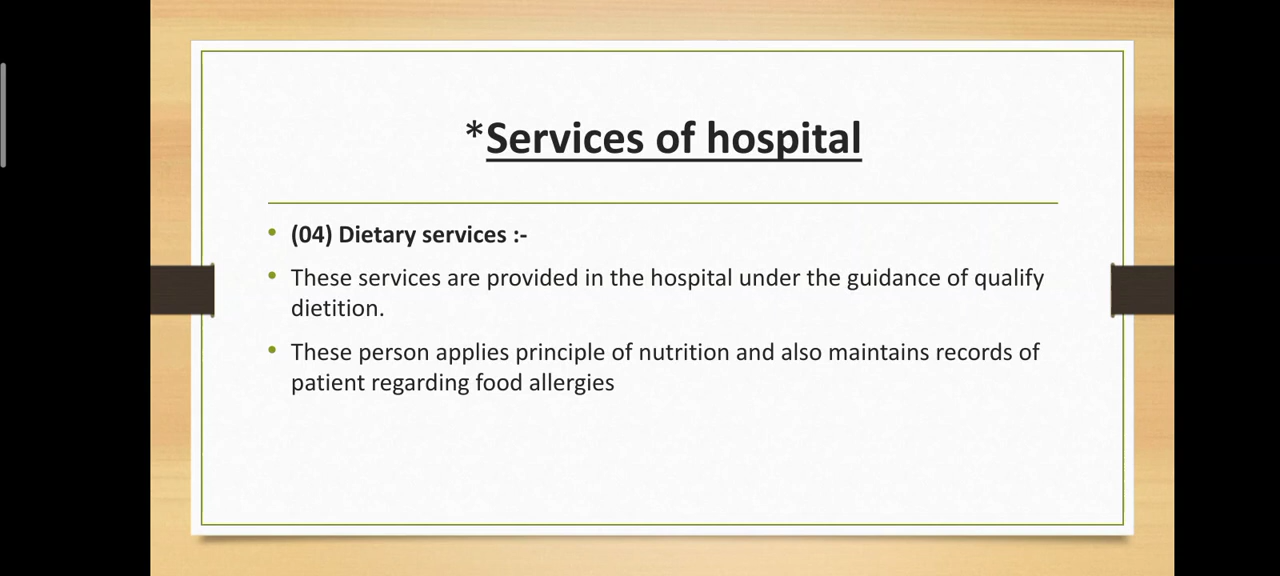 *Services of hospital
• (04) Dietary services :-
• These services are provided in the hospital under the guidance of qualify
dietition.
• These person applies principle of nutrition and also maintains records of
patient regarding food allergies